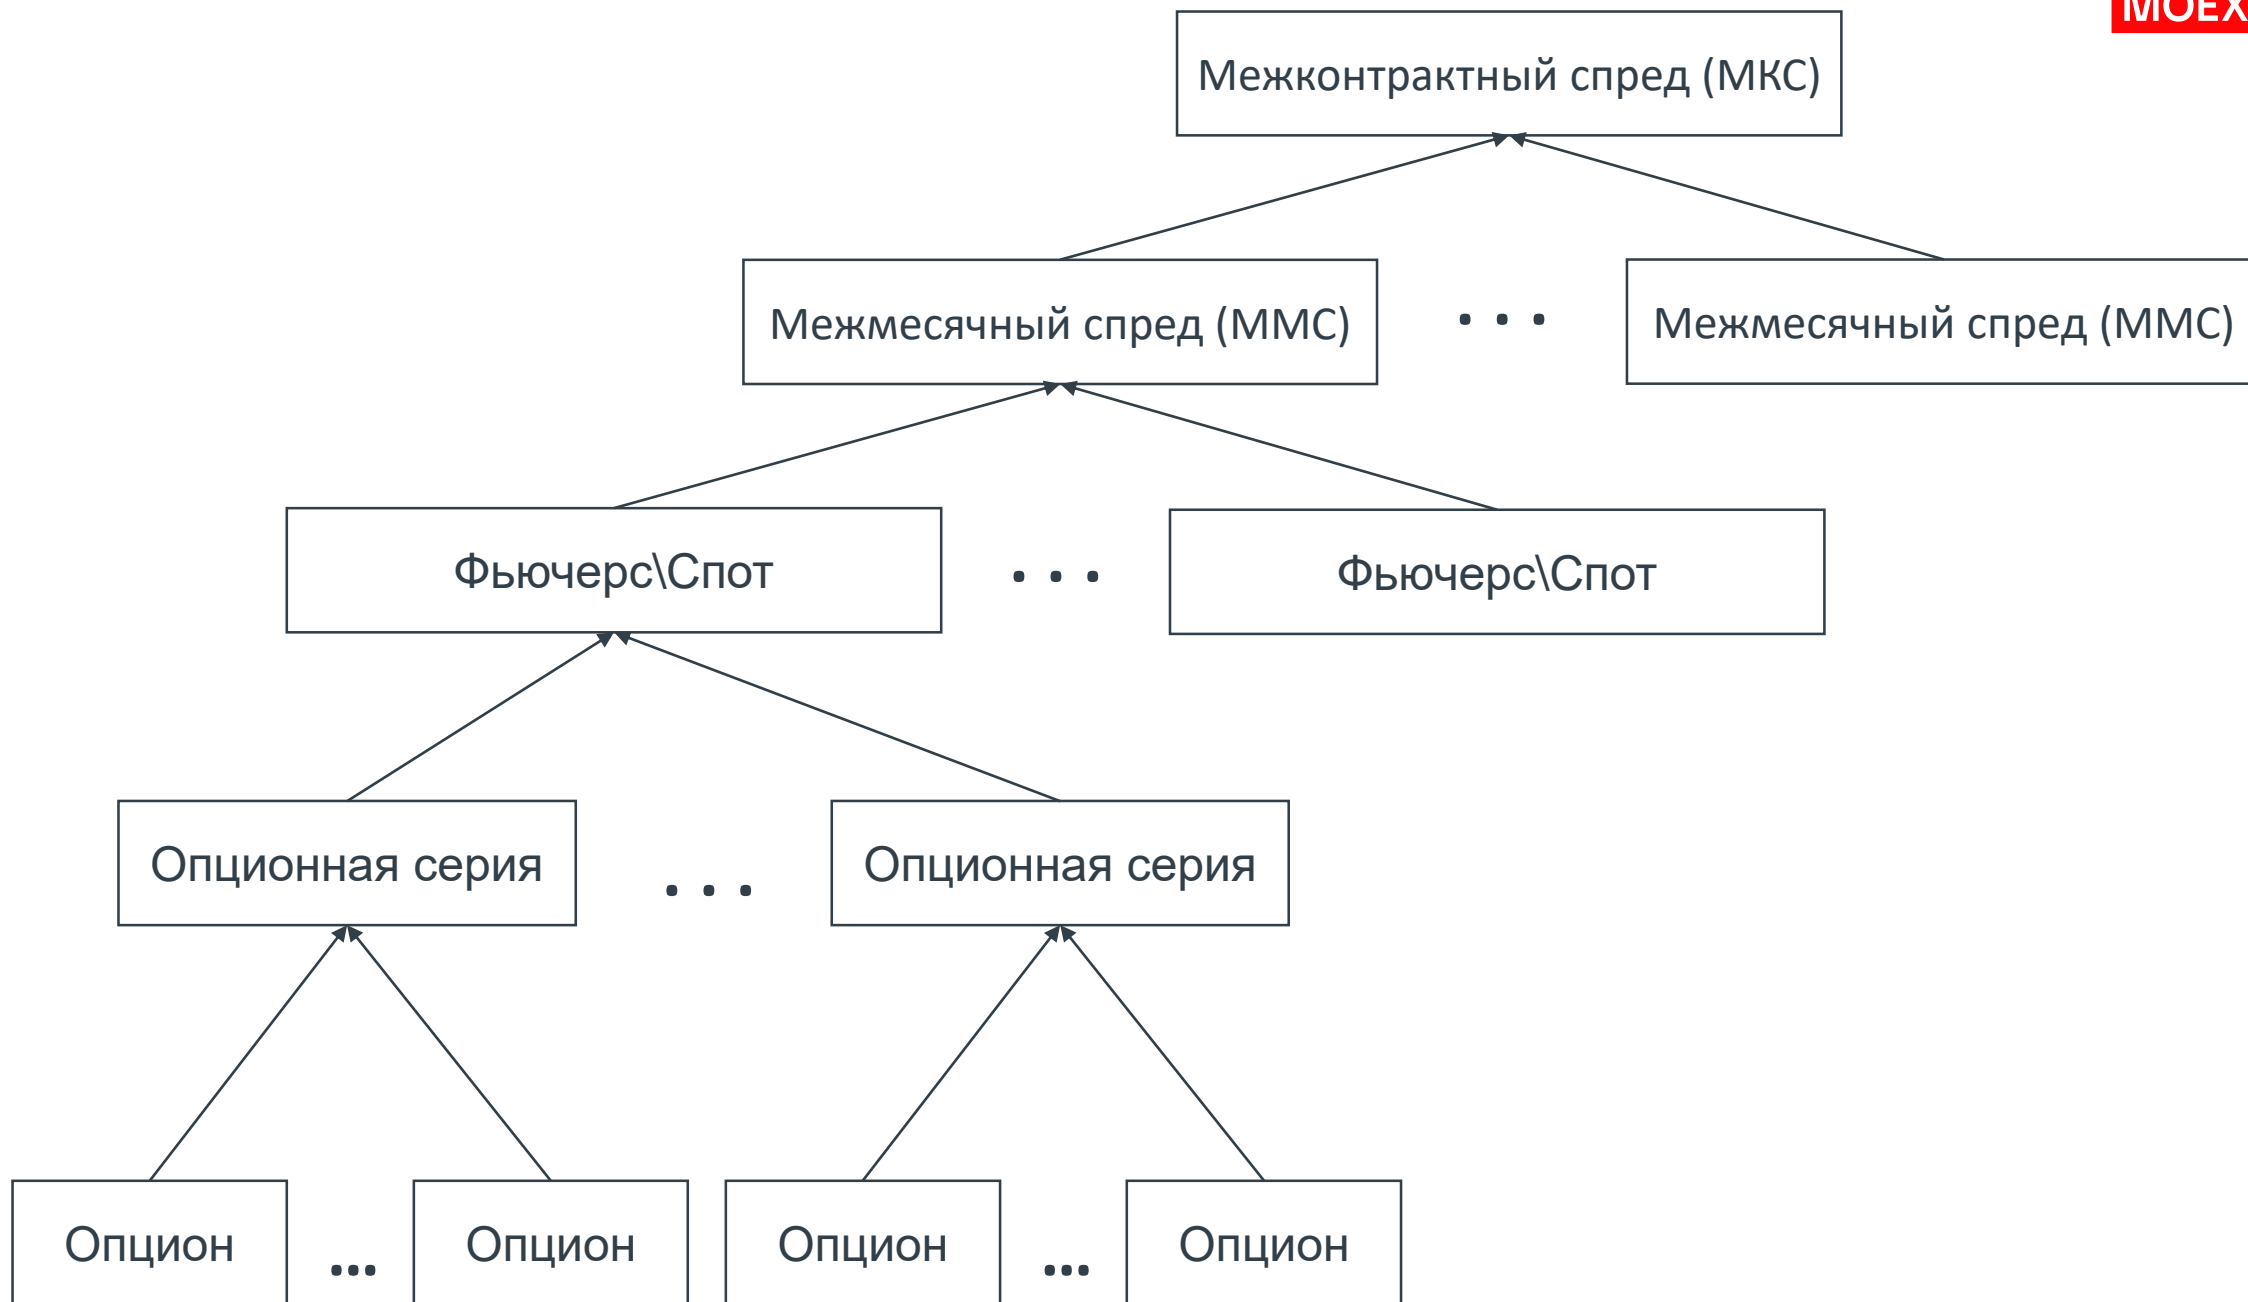 MOEX
Межконтрактный спред (МКС)
Межмесячный спред (ММС)
. . .
Межмесячный спред (ММС)
Фьючерс\Спот
. . .
Фьючерс\Спот
Опционная серия
. . .
Опционная серия
Опцион
...
Опцион
Опцион
...
Опцион